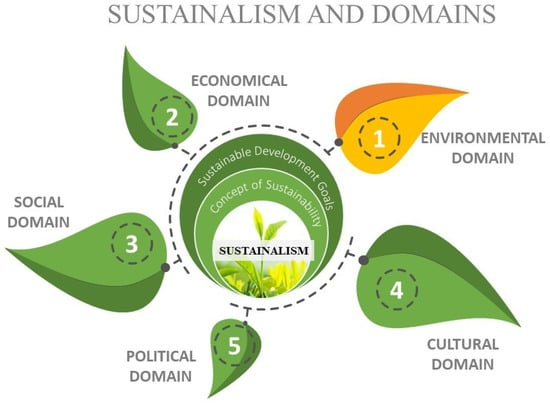 SUSTAINALISM AND DOMAINS
ECONOMICAL
DOMAIN
2
1
ENVIRONMENTAL
DOMAIN
Sustainable Development Goals
Concept of Sustainability
SUSTAINALISM
SOCIAL
DOMAIN
3
4
CULTURAL
DOMAIN
POLITICAL
DOMAIN
5